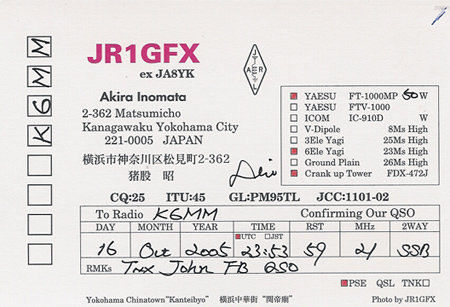 JR1GFX
ex JA8YK
Akira Inomata
2-362 Matsumicho
Kanagawaku Yokohama City
221-0005 JAPAN
横浜市神奈川区松見町2-362
猪股 昭
K6MM
JARL
YAESU FT-1000MP 50 W
YAESU FTV-1000
ICOM IC-910D W
V-Dipole 8Ms High
3Ele Yagi 25Ms High
6Ele Yagi 23Ms High
Ground Plain 26Ms High
Crank up Tower FDX-472J
CQ:25 ITU:45 GL:PM95TL JCC:1101-02
To Radio K6MM Confirming Our QSO
DAY MONTH YEAR TIME RST MHz 2WAY
UTC JST
16 Out 2005 23:53 59 21 SSB
RMKs Tnx John FB QSO
PSE QSL TNK
Yokohama Chinatown "Kanteibyo" 横浜中華街 "関帝廟" Photo by JR1GFX